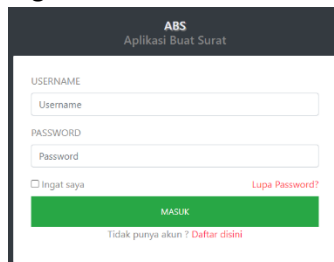 ABS
Aplikasi Buat Surat
USERNAME
Username
PASSWORD
Password
Ingat saya Lupa Password?
MASUK
Tidak punya akun ? Daftar disini